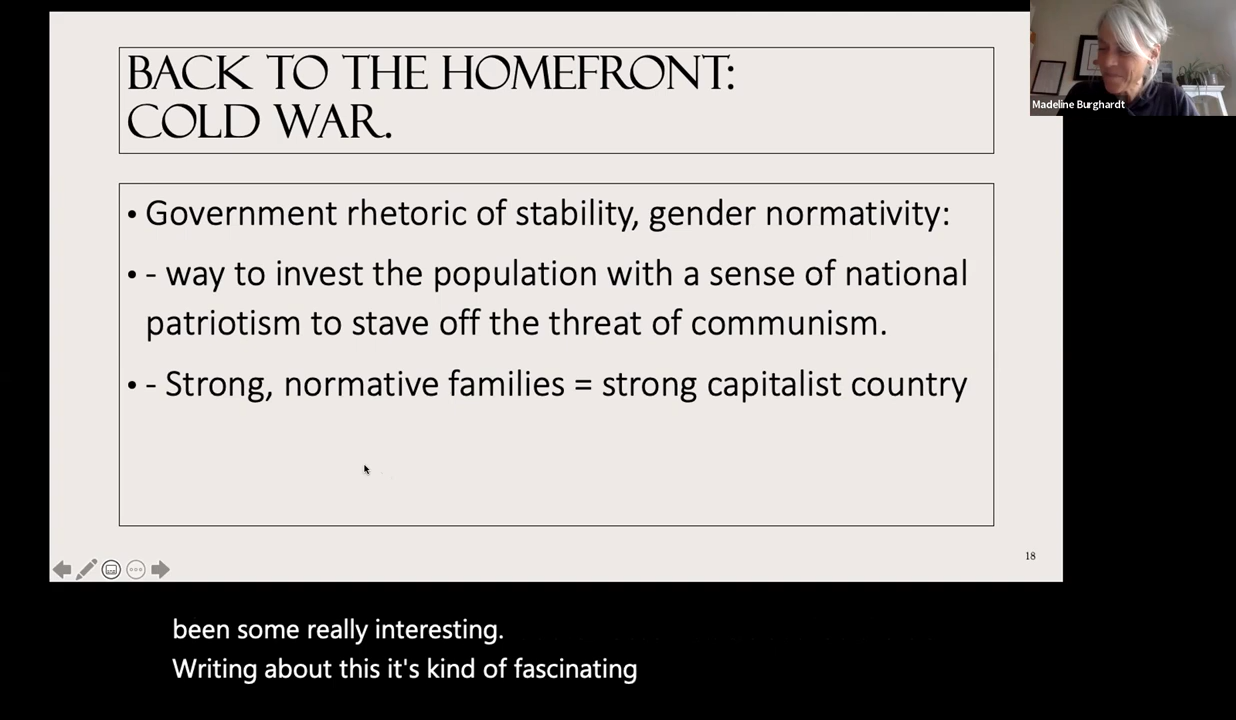 BACK TO THE HOMEFRONT:
COLD WAR.
Madeline Burghardt
• Government rhetoric of stability, gender normativity:
• - way to invest the population with a sense of national
patriotism to stave off the threat of communism.
• - Strong, normative families = strong capitalist country
18
been some really interesting.
Writing about this it's kind of fascinating